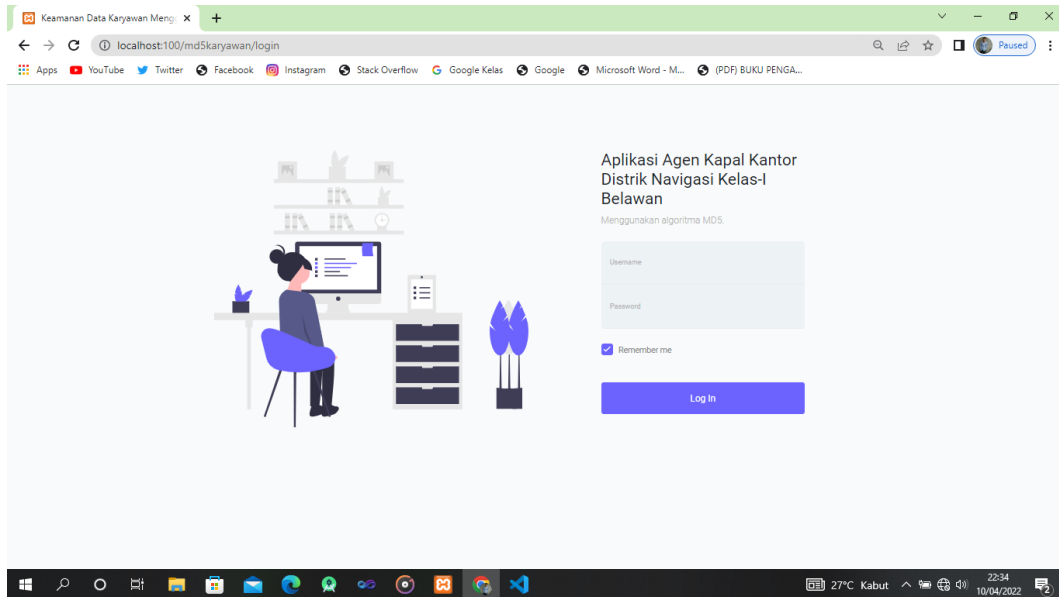 Keamanan Data Karyawan Meng
localhost:100/md5karyawan/login
Paused
Apps YouTube Twitter Facebook Instagram Stack Overflow Google Kelas Google Microsoft Word - M... (PDF) BUKU PENGA...
Aplikasi Agen Kapal Kantor
Distrik Navigasi Kelas-I
Belawan
Menggunakan algoritma MD5.
Username
Password
Remember me
Log In
27°C Kabut
22:34
10/04/2022
2